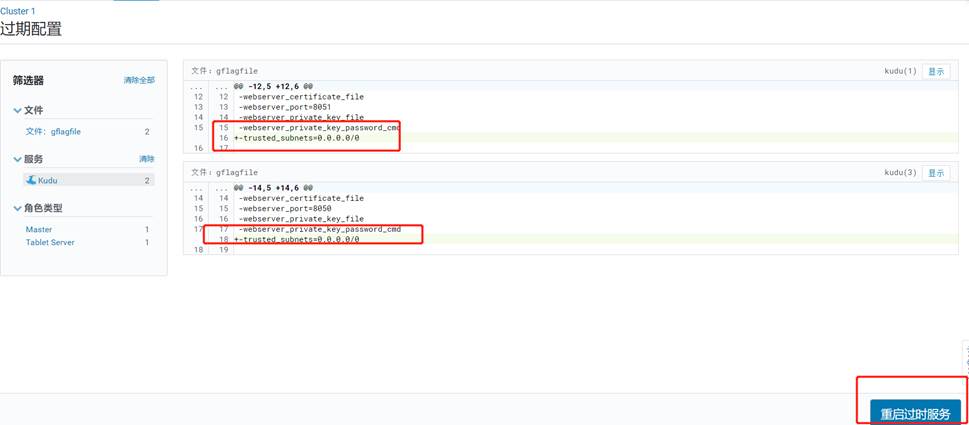 Cluster 1
过期配置
筛选器 清除全部
文件
文件: gflagfile 2
服务 清除
Kudu 2
角色类型
Master 1
Tablet Server 1
文件: gflagfile kudu(1) 显示
... ... @@ -12,5 +12,6 @@
12 12 -webserver_certificate_file
13 13 -webserver_port=8051
14 14 -webserver_private_key_file
15 15 -webserver_private_key_password_cmd
16 +-trusted_subnets=0.0.0.0/0
16 17
文件: gflagfile kudu(3) 显示
... ... @@ -14,5 +14,6 @@
14 14 -webserver_certificate_file
15 15 -webserver_port=8050
16 16 -webserver_private_key_file
17 17 -webserver_private_key_password_cmd
18 +-trusted_subnets=0.0.0.0/0
18 19
重启过时服务